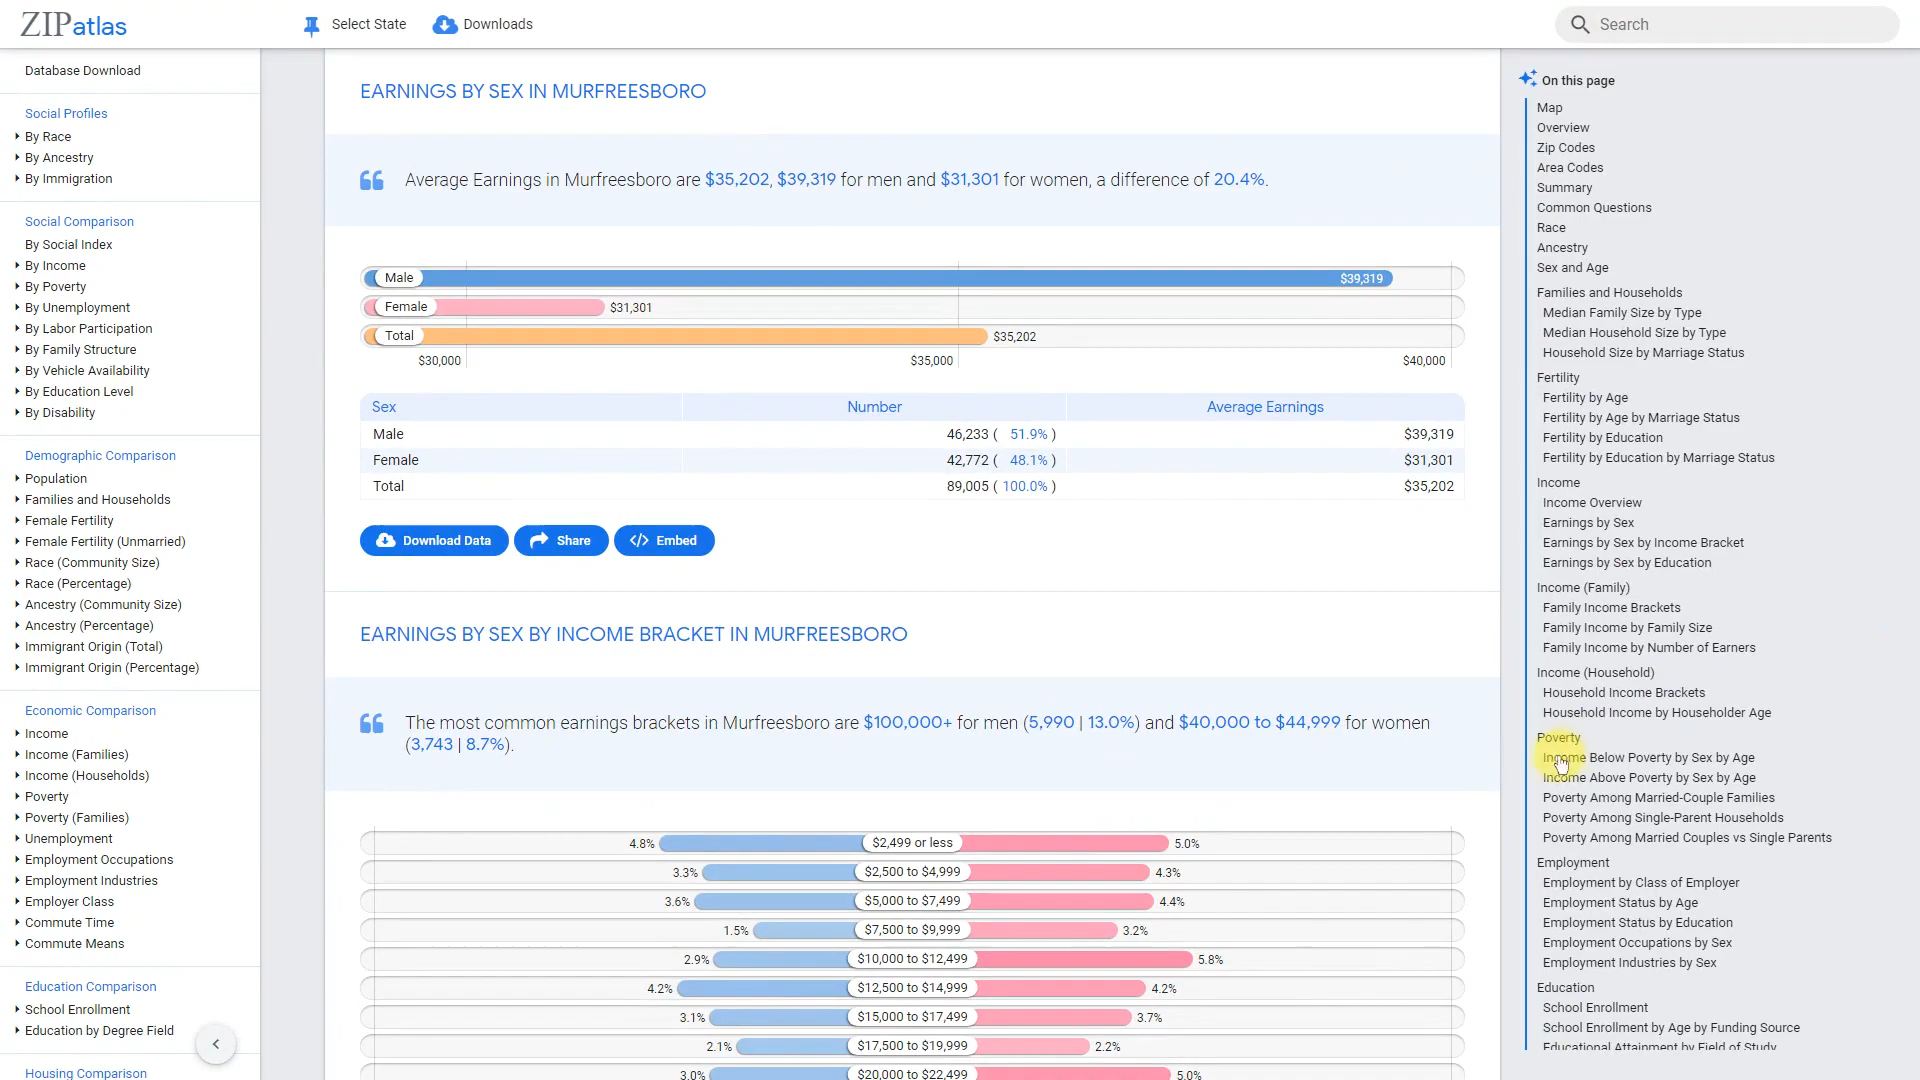 ZIPatlas
Select State
Downloads
Search
Database Download
Social Profiles
By Race
By Ancestry
By Immigration
Social Comparison
By Social Index
By Income
By Poverty
By Unemployment
By Labor Participation
By Family Structure
By Vehicle Availability
By Education Level
By Disability
Demographic Comparison
Population
Families and Households
Female Fertility
Female Fertility (Unmarried)
Race (Community Size)
Race (Percentage)
Ancestry (Community Size)
Ancestry (Percentage)
Immigrant Origin (Total)
Immigrant Origin (Percentage)
Economic Comparison
Income
Income (Families)
Income (Households)
Poverty
Poverty (Families)
Unemployment
Employment Occupations
Employment Industries
Employer Class
Commute Time
Commute Means
Education Comparison
School Enrollment
Education by Degree Field
Housing Comparison
EARNINGS BY SEX IN MURFREESBORO
Average Earnings in Murfreesboro are $35,202, $39,319 for men and $31,301 for women, a difference of 20.4%.
Male $39,319
Female $31,301
Total $35,202
$30,000 $35,000 $40,000
Sex Number Average Earnings
Male 46,233 ( 51.9% ) $39,319
Female 42,772 ( 48.1% ) $31,301
Total 89,005 ( 100.0% ) $35,202
Download Data Share Embed
EARNINGS BY SEX BY INCOME BRACKET IN MURFREESBORO
The most common earnings brackets in Murfreesboro are $100,000+ for men (5,990 | 13.0%) and $40,000 to $44,999 for women
(3,743 | 8.7%).
4.8% $2,499 or less 5.0%
3.3% $2,500 to $4,999 4.3%
3.6% $5,000 to $7,499 4.4%
1.5% $7,500 to $9,999 3.2%
2.9% $10,000 to $12,499 5.8%
4.2% $12,500 to $14,999 4.2%
3.1% $15,000 to $17,499 3.7%
2.1% $17,500 to $19,999 2.2%
3.0% $20,000 to $22,499 5.0%
On this page
Map
Overview
Zip Codes
Area Codes
Summary
Common Questions
Race
Ancestry
Sex and Age
Families and Households
Median Family Size by Type
Median Household Size by Type
Household Size by Marriage Status
Fertility
Fertility by Age
Fertility by Age by Marriage Status
Fertility by Education
Fertility by Education by Marriage Status
Income
Income Overview
Earnings by Sex
Earnings by Sex by Income Bracket
Earnings by Sex by Education
Income (Family)
Family Income Brackets
Family Income by Family Size
Family Income by Number of Earners
Income (Household)
Household Income Brackets
Household Income by Householder Age
Poverty
Income Below Poverty by Sex by Age
Income Above Poverty by Sex by Age
Poverty Among Married-Couple Families
Poverty Among Single-Parent Households
Poverty Among Married Couples vs Single Parents
Employment
Employment by Class of Employer
Employment Status by Age
Employment Status by Education
Employment Occupations by Sex
Employment Industries by Sex
Education
School Enrollment
School Enrollment by Age by Funding Source
Educational Attainment by Field of Study